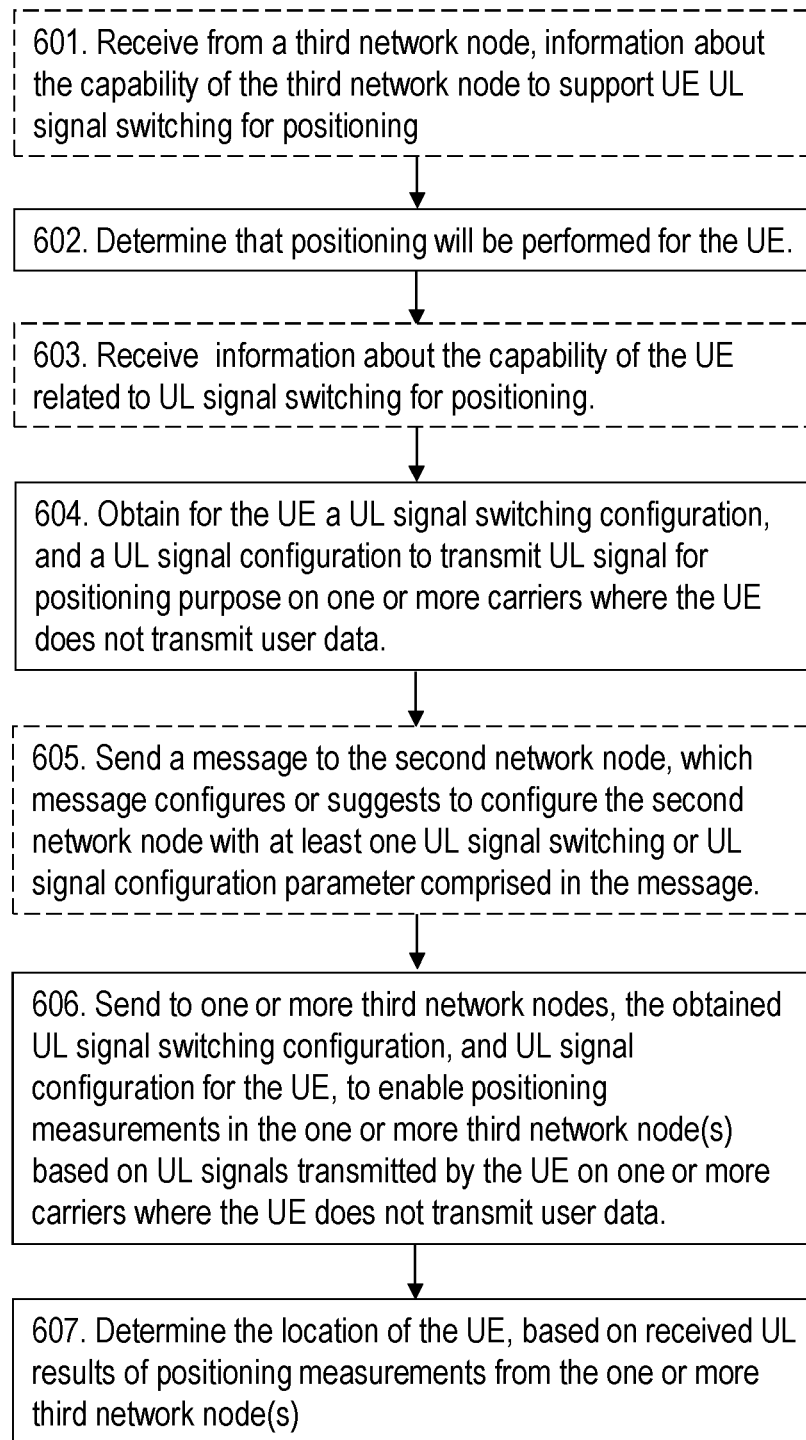 601. Receive from a third network node, information about
the capability of the third network node to support UE UL
signal switching for positioning
602. Determine that positioning will be performed for the UE.
603. Receive information about the capability of the UE
related to UL signal switching for positioning.
604. Obtain for the UE a UL signal switching configuration,
and a UL signal configuration to transmit UL signal for
positioning purpose on one or more carriers where the UE
does not transmit user data.
605. Send a message to the second network node, which
message configures or suggests to configure the second
network node with at least one UL signal switching or UL
signal configuration parameter comprised in the message.
606. Send to one or more third network nodes, the obtained
UL signal switching configuration, and UL signal
configuration for the UE, to enable positioning
measurements in the one or more third network node(s)
based on UL signals transmitted by the UE on one or more
carriers where the UE does not transmit user data.
607. Determine the location of the UE, based on received UL
results of positioning measurements from the one or more
third network node(s)